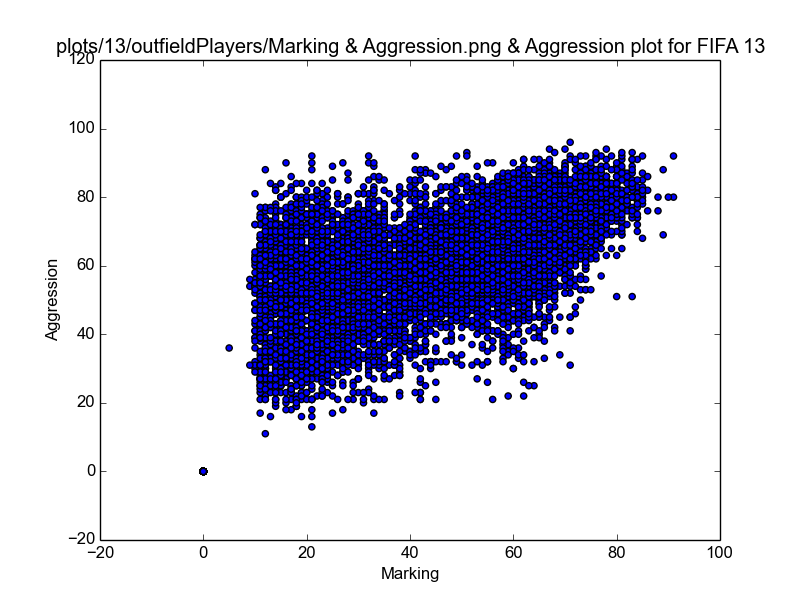 plots/13/outfieldPlayers/Marking & Aggression.png & Aggression plot for FIFA 13
120
100
80
60
40
20
0
−20
Aggression
−20 0 20 40 60 80 100
Marking